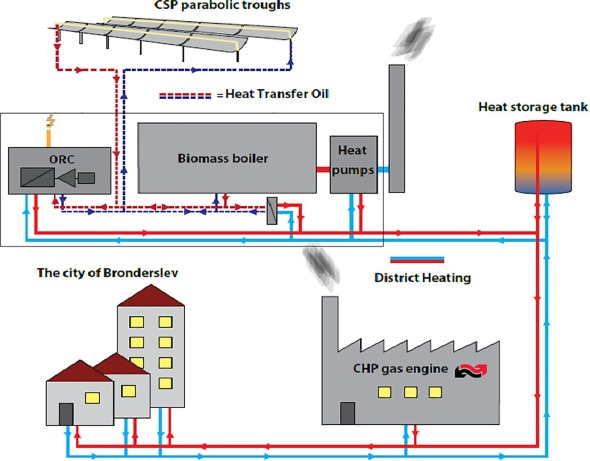 CSP parabolic troughs
= Heat Transfer Oil
Heat storage tank
ORC
Biomass boiler
Heat
pumps
The city of Bronderslev
District Heating
CHP gas engine